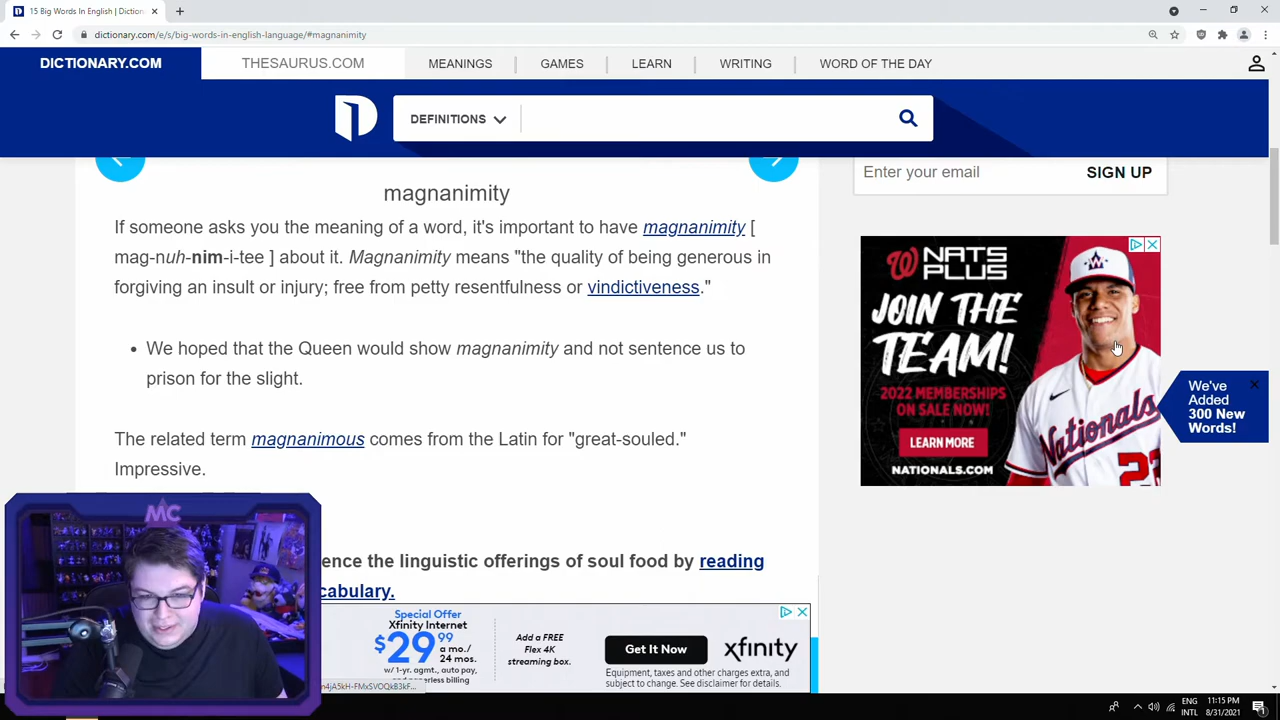 15 Big Words In English | Diction
dictionary.com/e/s/big-words-in-english-language/#magnanimity
DICTIONARY.COM
THESAURUS.COM
MEANINGS
GAMES
LEARN
WRITING
WORD OF THE DAY
DEFINITIONS
magnanimity
If someone asks you the meaning of a word, it's important to have magnanimity [
mag-nuh-nim-i-tee ] about it. Magnanimity means "the quality of being generous in
forgiving an insult or injury; free from petty resentfulness or vindictiveness."
• We hoped that the Queen would show magnanimity and not sentence us to
prison for the slight.
The related term magnanimous comes from the Latin for "great-souled."
Impressive.
ence the linguistic offerings of soul food by reading
cabulary.
Enter your email
SIGN UP
W NATS
PLUS
JOIN THE
TEAM!
2022 MEMBERSHIPS
ON SALE NOW!
LEARN MORE
NATIONALS.COM
Nationals
We've
Added
300 New
Words!
MC
Special Offer
Xfinity Internet
$29.99
a mo./
24 mos.
w/ 1-yr. agmt., auto pay,
Add a FREE
Flex 4K
streaming box.
Get It Now
xfinity
Equipment, taxes and other charges extra, and
subject to change. See disclaimer for details.
ENG
INTL
11:15 PM
8/31/2021